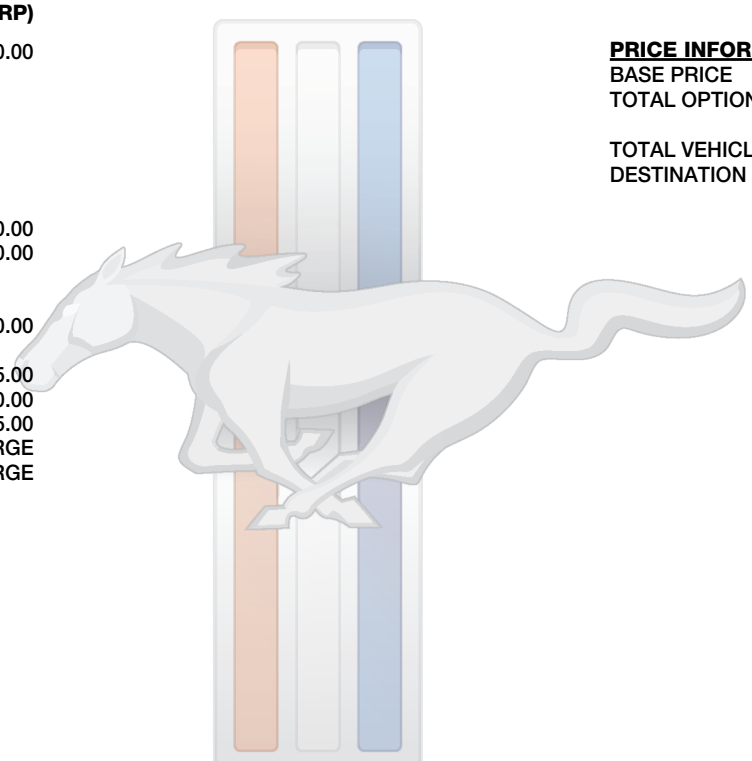 RP)
0.00
0.00
0.00
0.00
5.00
0.00
5.00
RGE
RGE
PRICE INFOR
BASE PRICE
TOTAL OPTION
TOTAL VEHICL
DESTINATION